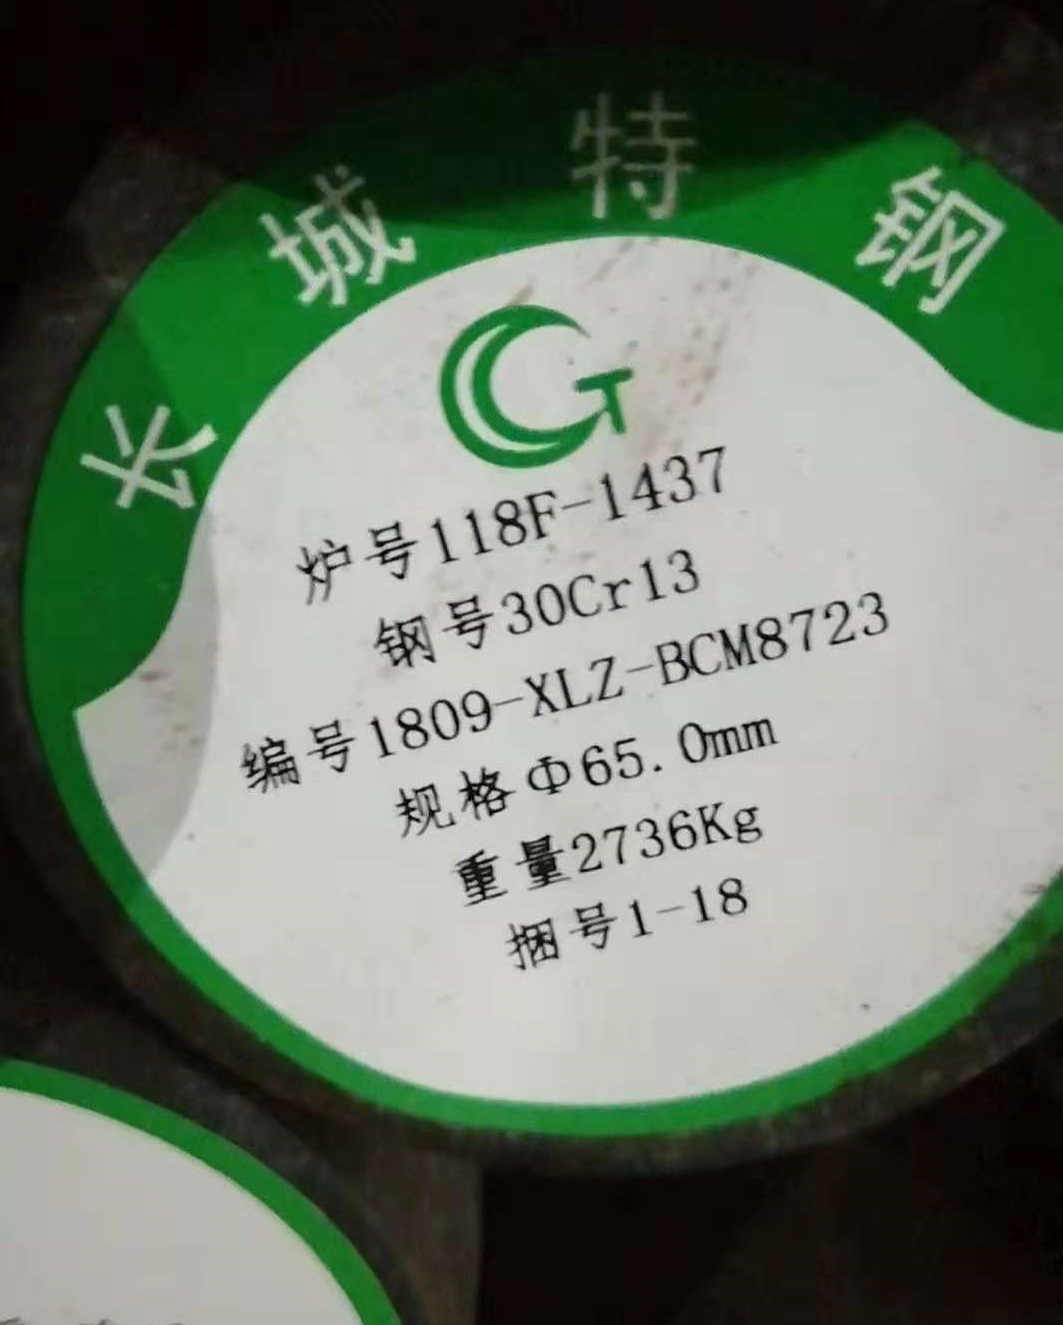 长城特钢
GT
炉号118F-1437
钢号30Cr13
编号1809-XLZ-BCM8723
规格Φ65.0mm
重量2736Kg
捆号1-18